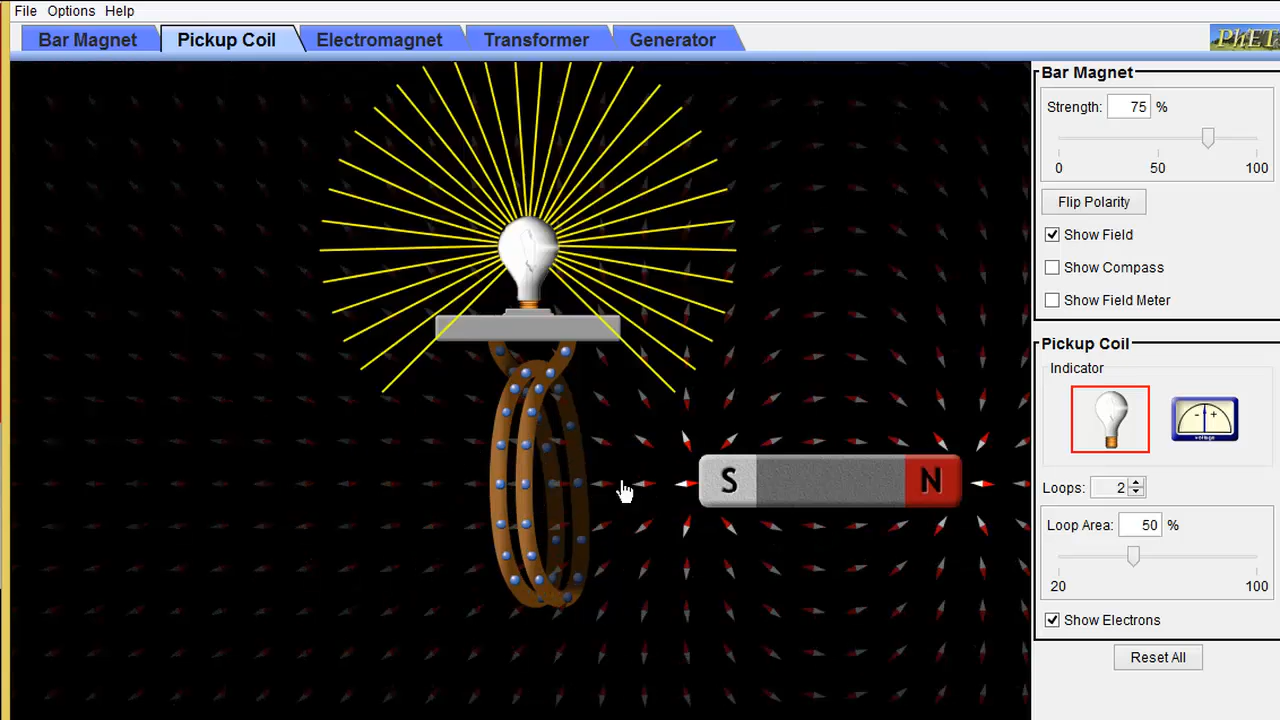 File Options Help
Bar Magnet Pickup Coil Electromagnet Transformer Generator
PhET
Bar Magnet
Strength: 75 %
0 50 100
Flip Polarity
Show Field
Show Compass
Show Field Meter
Pickup Coil
Indicator
- +
voltage
Loops: 2
Loop Area: 50 %
20 100
Show Electrons
Reset All
S N